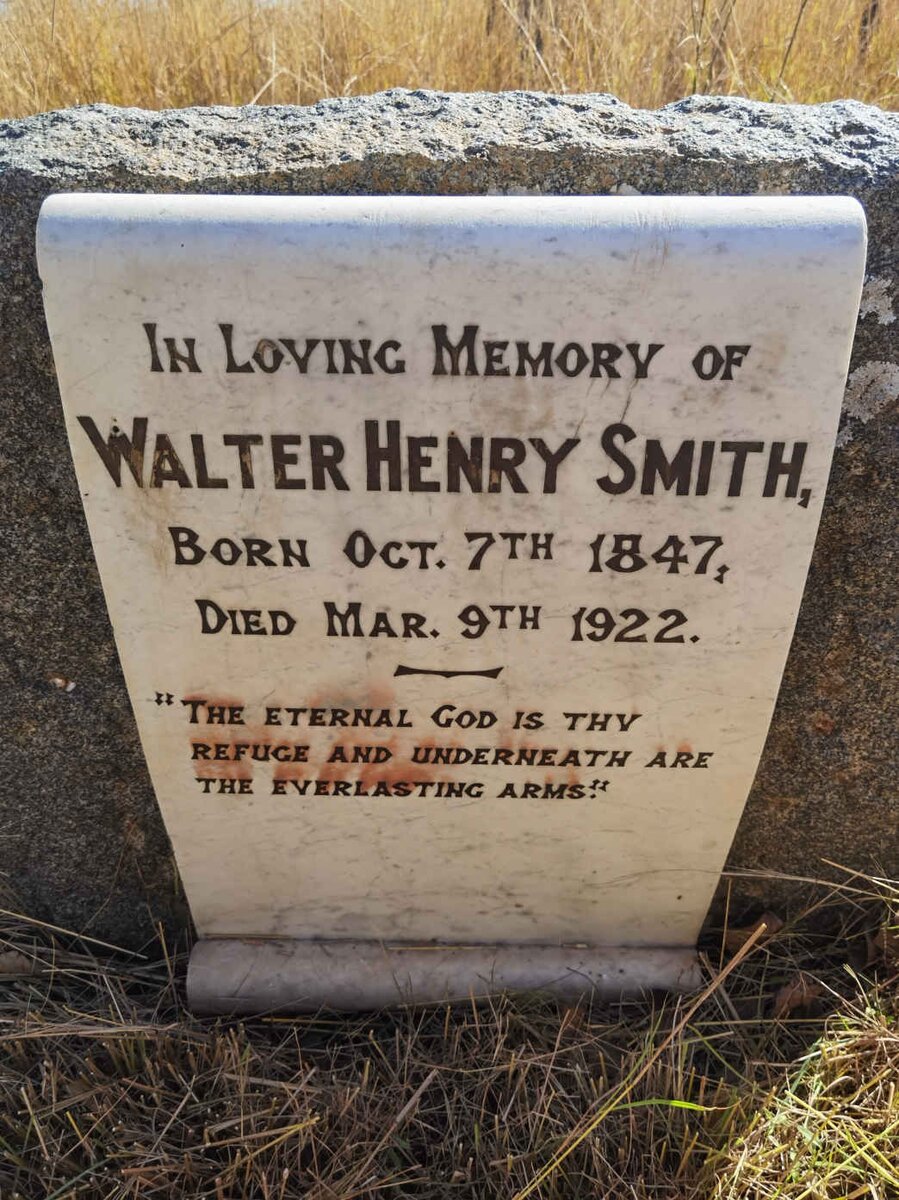 IN LOVING MEMORY OF
WALTER HENRY SMITH,
BORN OCT. 7TH 1847,
DIED MAR. 9TH 1922.
"THE ETERNAL GOD IS THY
REFUGE AND UNDERNEATH ARE
THE EVERLASTING ARMS."